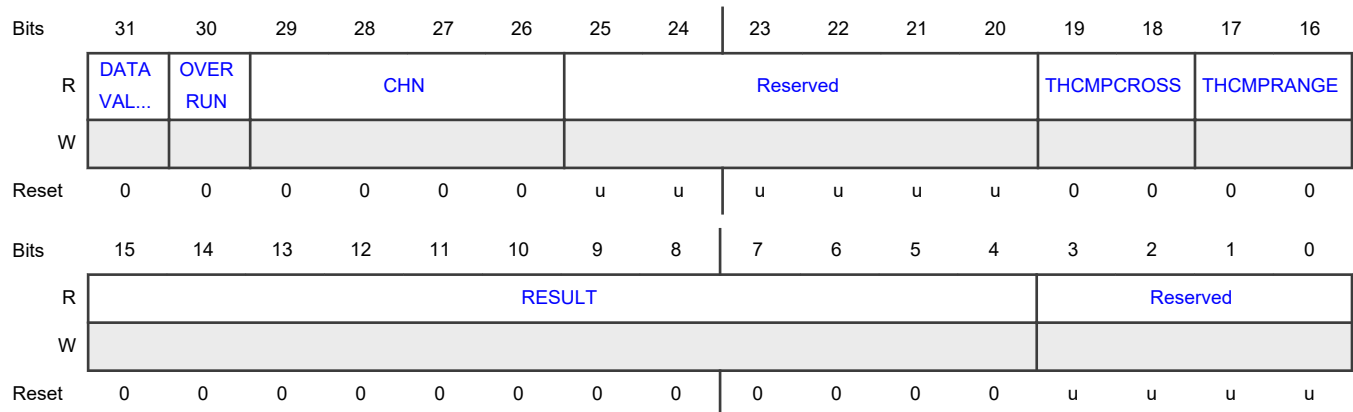 Bits 31 30 29 28 27 26 25 24 23 22 21 20 19 18 17 16
R DATA VAL... OVER RUN CHN Reserved THCMPCROSS THCMPRANGE
W
Reset 0 0 0 0 0 0 u u u u u u 0 0 0 0
Bits 15 14 13 12 11 10 9 8 7 6 5 4 3 2 1 0
R RESULT Reserved
W
Reset 0 0 0 0 0 0 0 0 0 0 0 0 u u u u